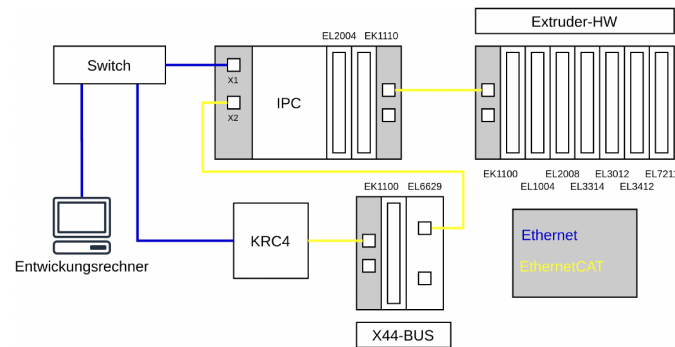 Extruder-HW
EL2004 EK1110
Switch
X1
X2
IPC
EK1100 EL2008 EL3012 EL7211
EL1004 EL3314 EL3412
EK1100 EL6629
KRC4
Entwickungsrechner
Ethernet
EthernetCAT
X44-BUS